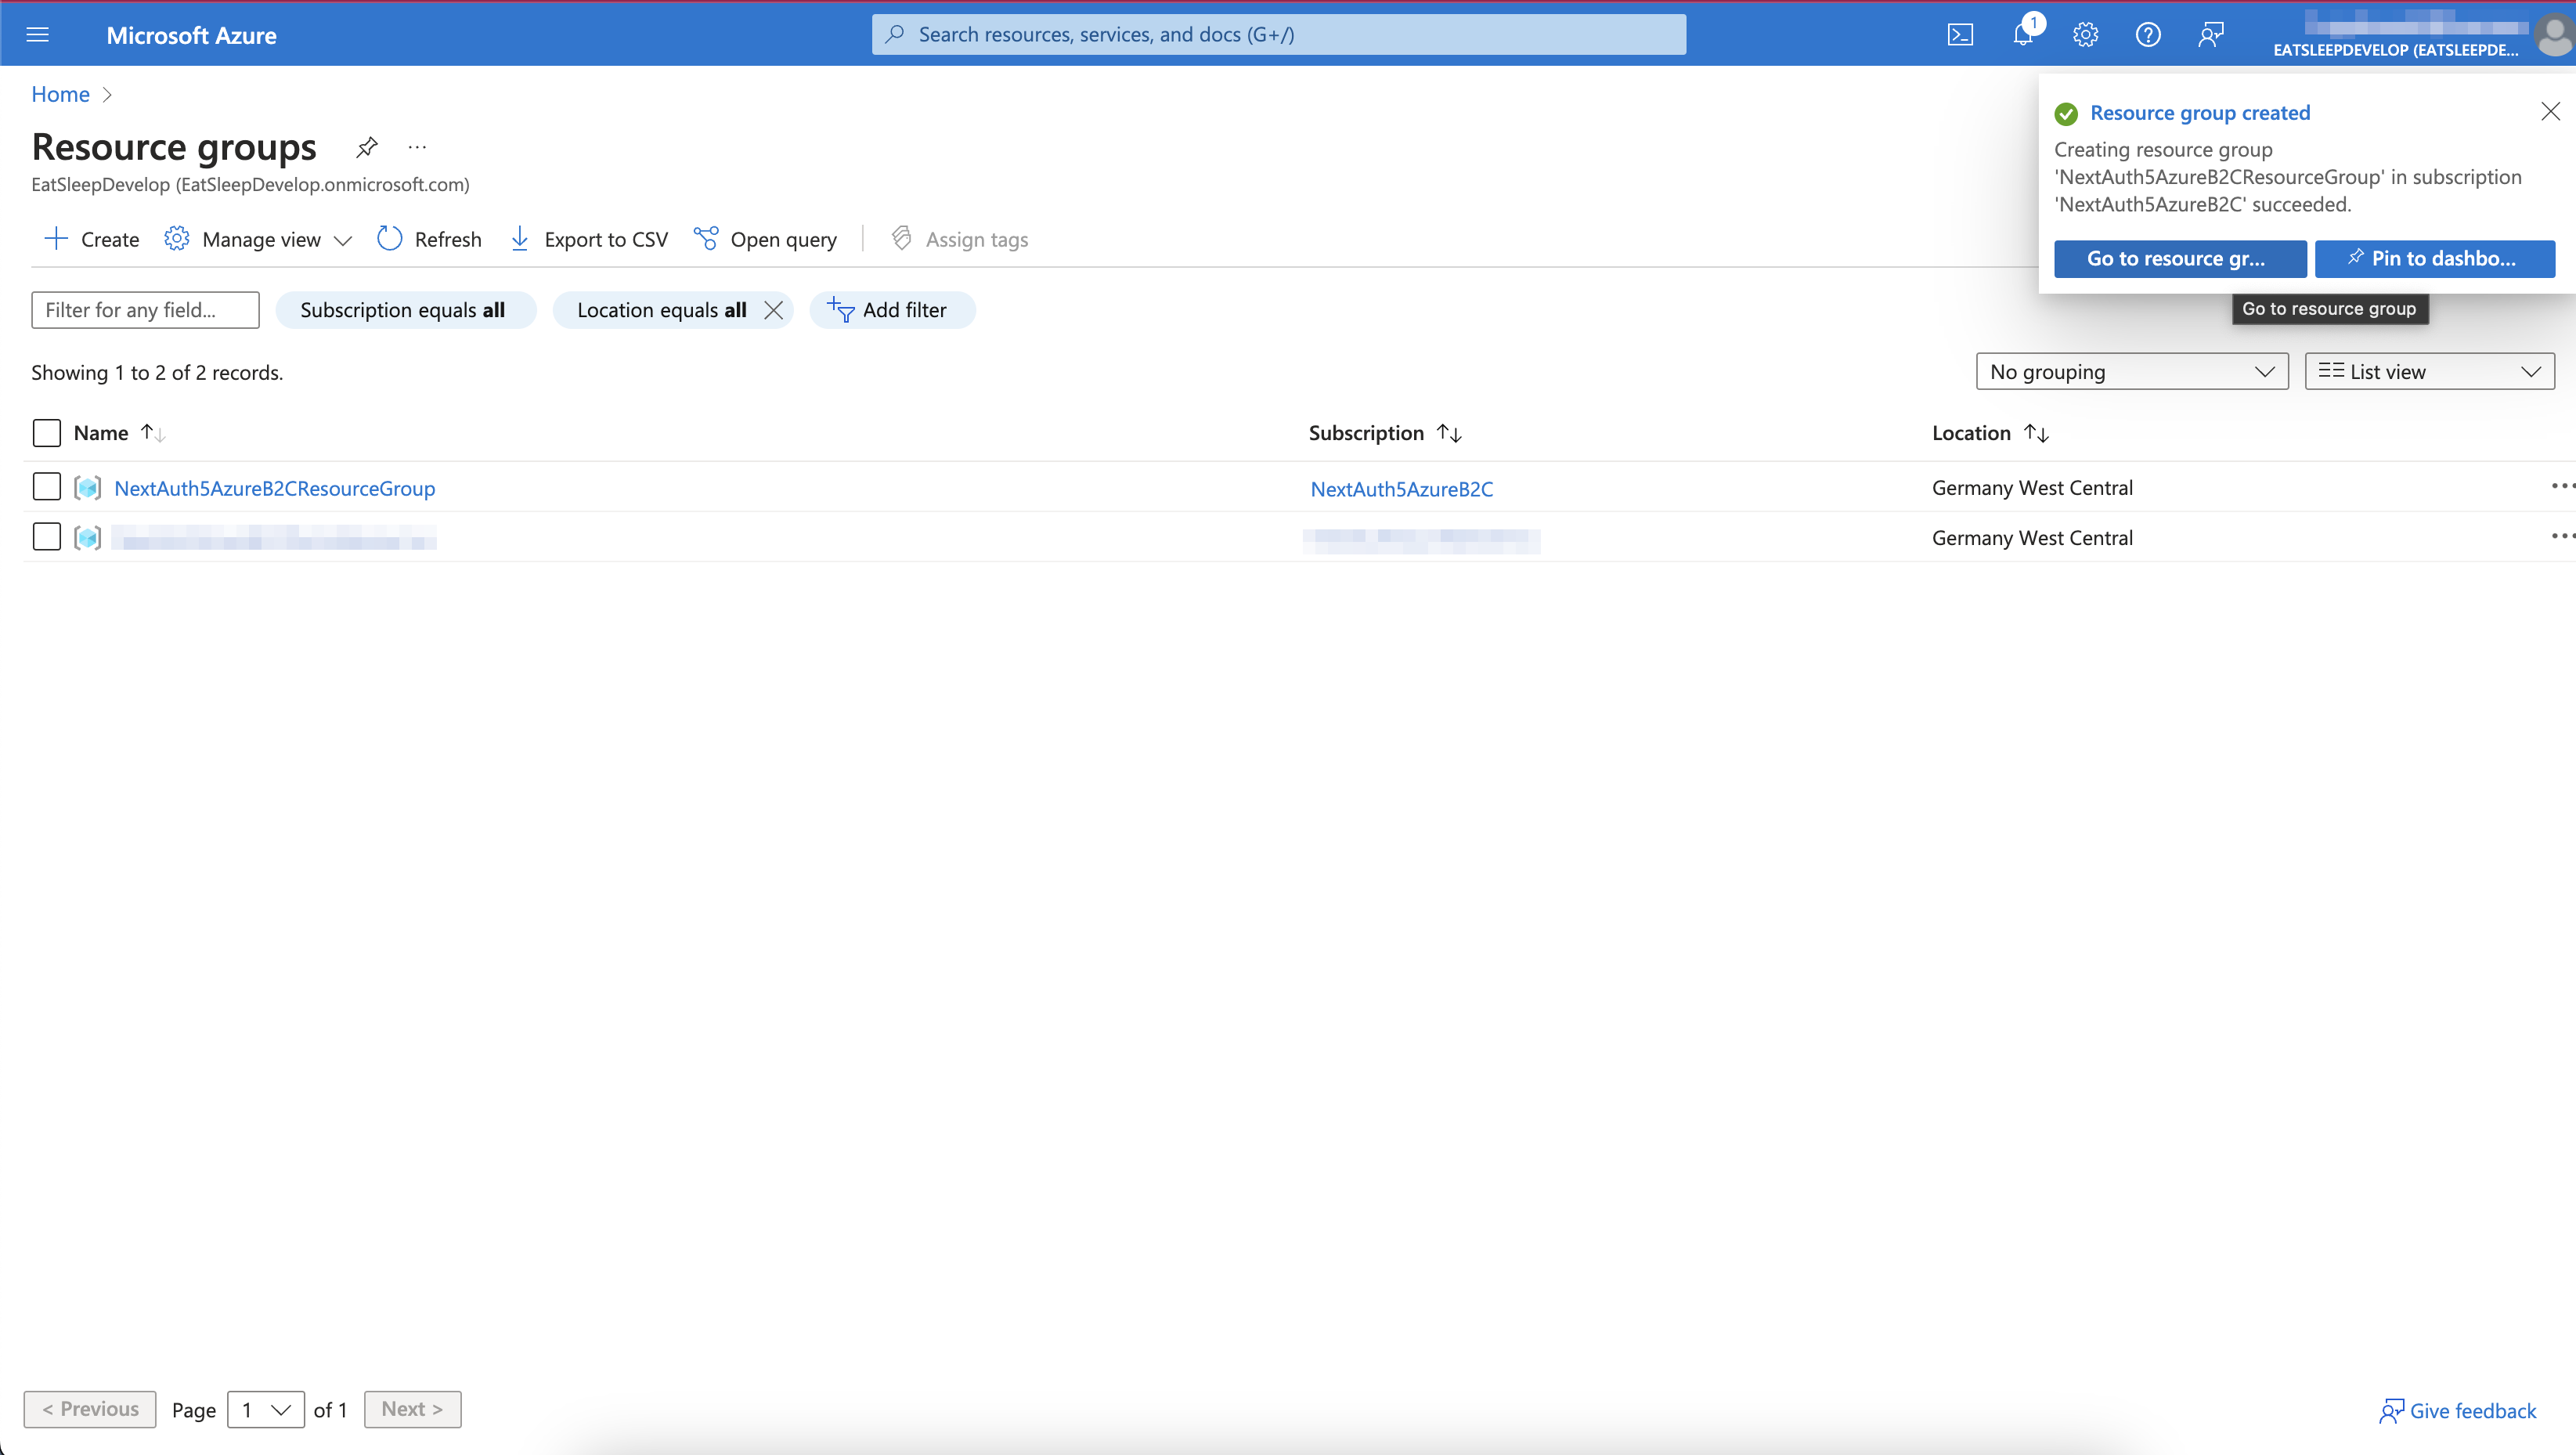 Microsoft Azure
Search resources, services, and docs (G+/)
1
EATSLEEPDEVELOP (EATSLEEPDE...
Home
Resource groups
...
EatSleepDevelop (EatSleepDevelop.onmicrosoft.com)
Resource group created
Creating resource group
'NextAuth5AzureB2CResourceGroup' in subscription
'NextAuth5AzureB2C' succeeded.
Go to resource gr...
Pin to dashbo...
Go to resource group
Create
Manage view
Refresh
Export to CSV
Open query
Assign tags
Filter for any field...
Subscription equals all
Location equals all
Add filter
Showing 1 to 2 of 2 records.
No grouping
List view
Name
Subscription
Location
NextAuth5AzureB2CResourceGroup
NextAuth5AzureB2C
Germany West Central
Germany West Central
< Previous
Page
1
of 1
Next >
Give feedback